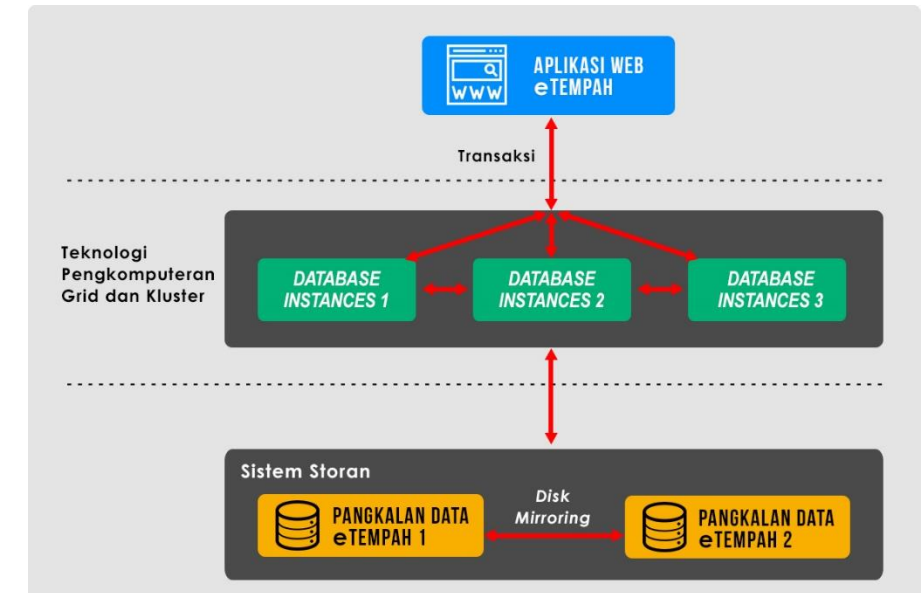 WWW
APLIKASI WEB
eTEMPAH
Transaksi
Teknologi
Pengkomputeran
Grid dan Kluster
DATABASE
INSTANCES 1
DATABASE
INSTANCES 2
DATABASE
INSTANCES 3
Sistem Storan
PANGKALAN DATA
eTEMPAH 1
Disk
Mirroring
PANGKALAN DATA
eTEMPAH 2